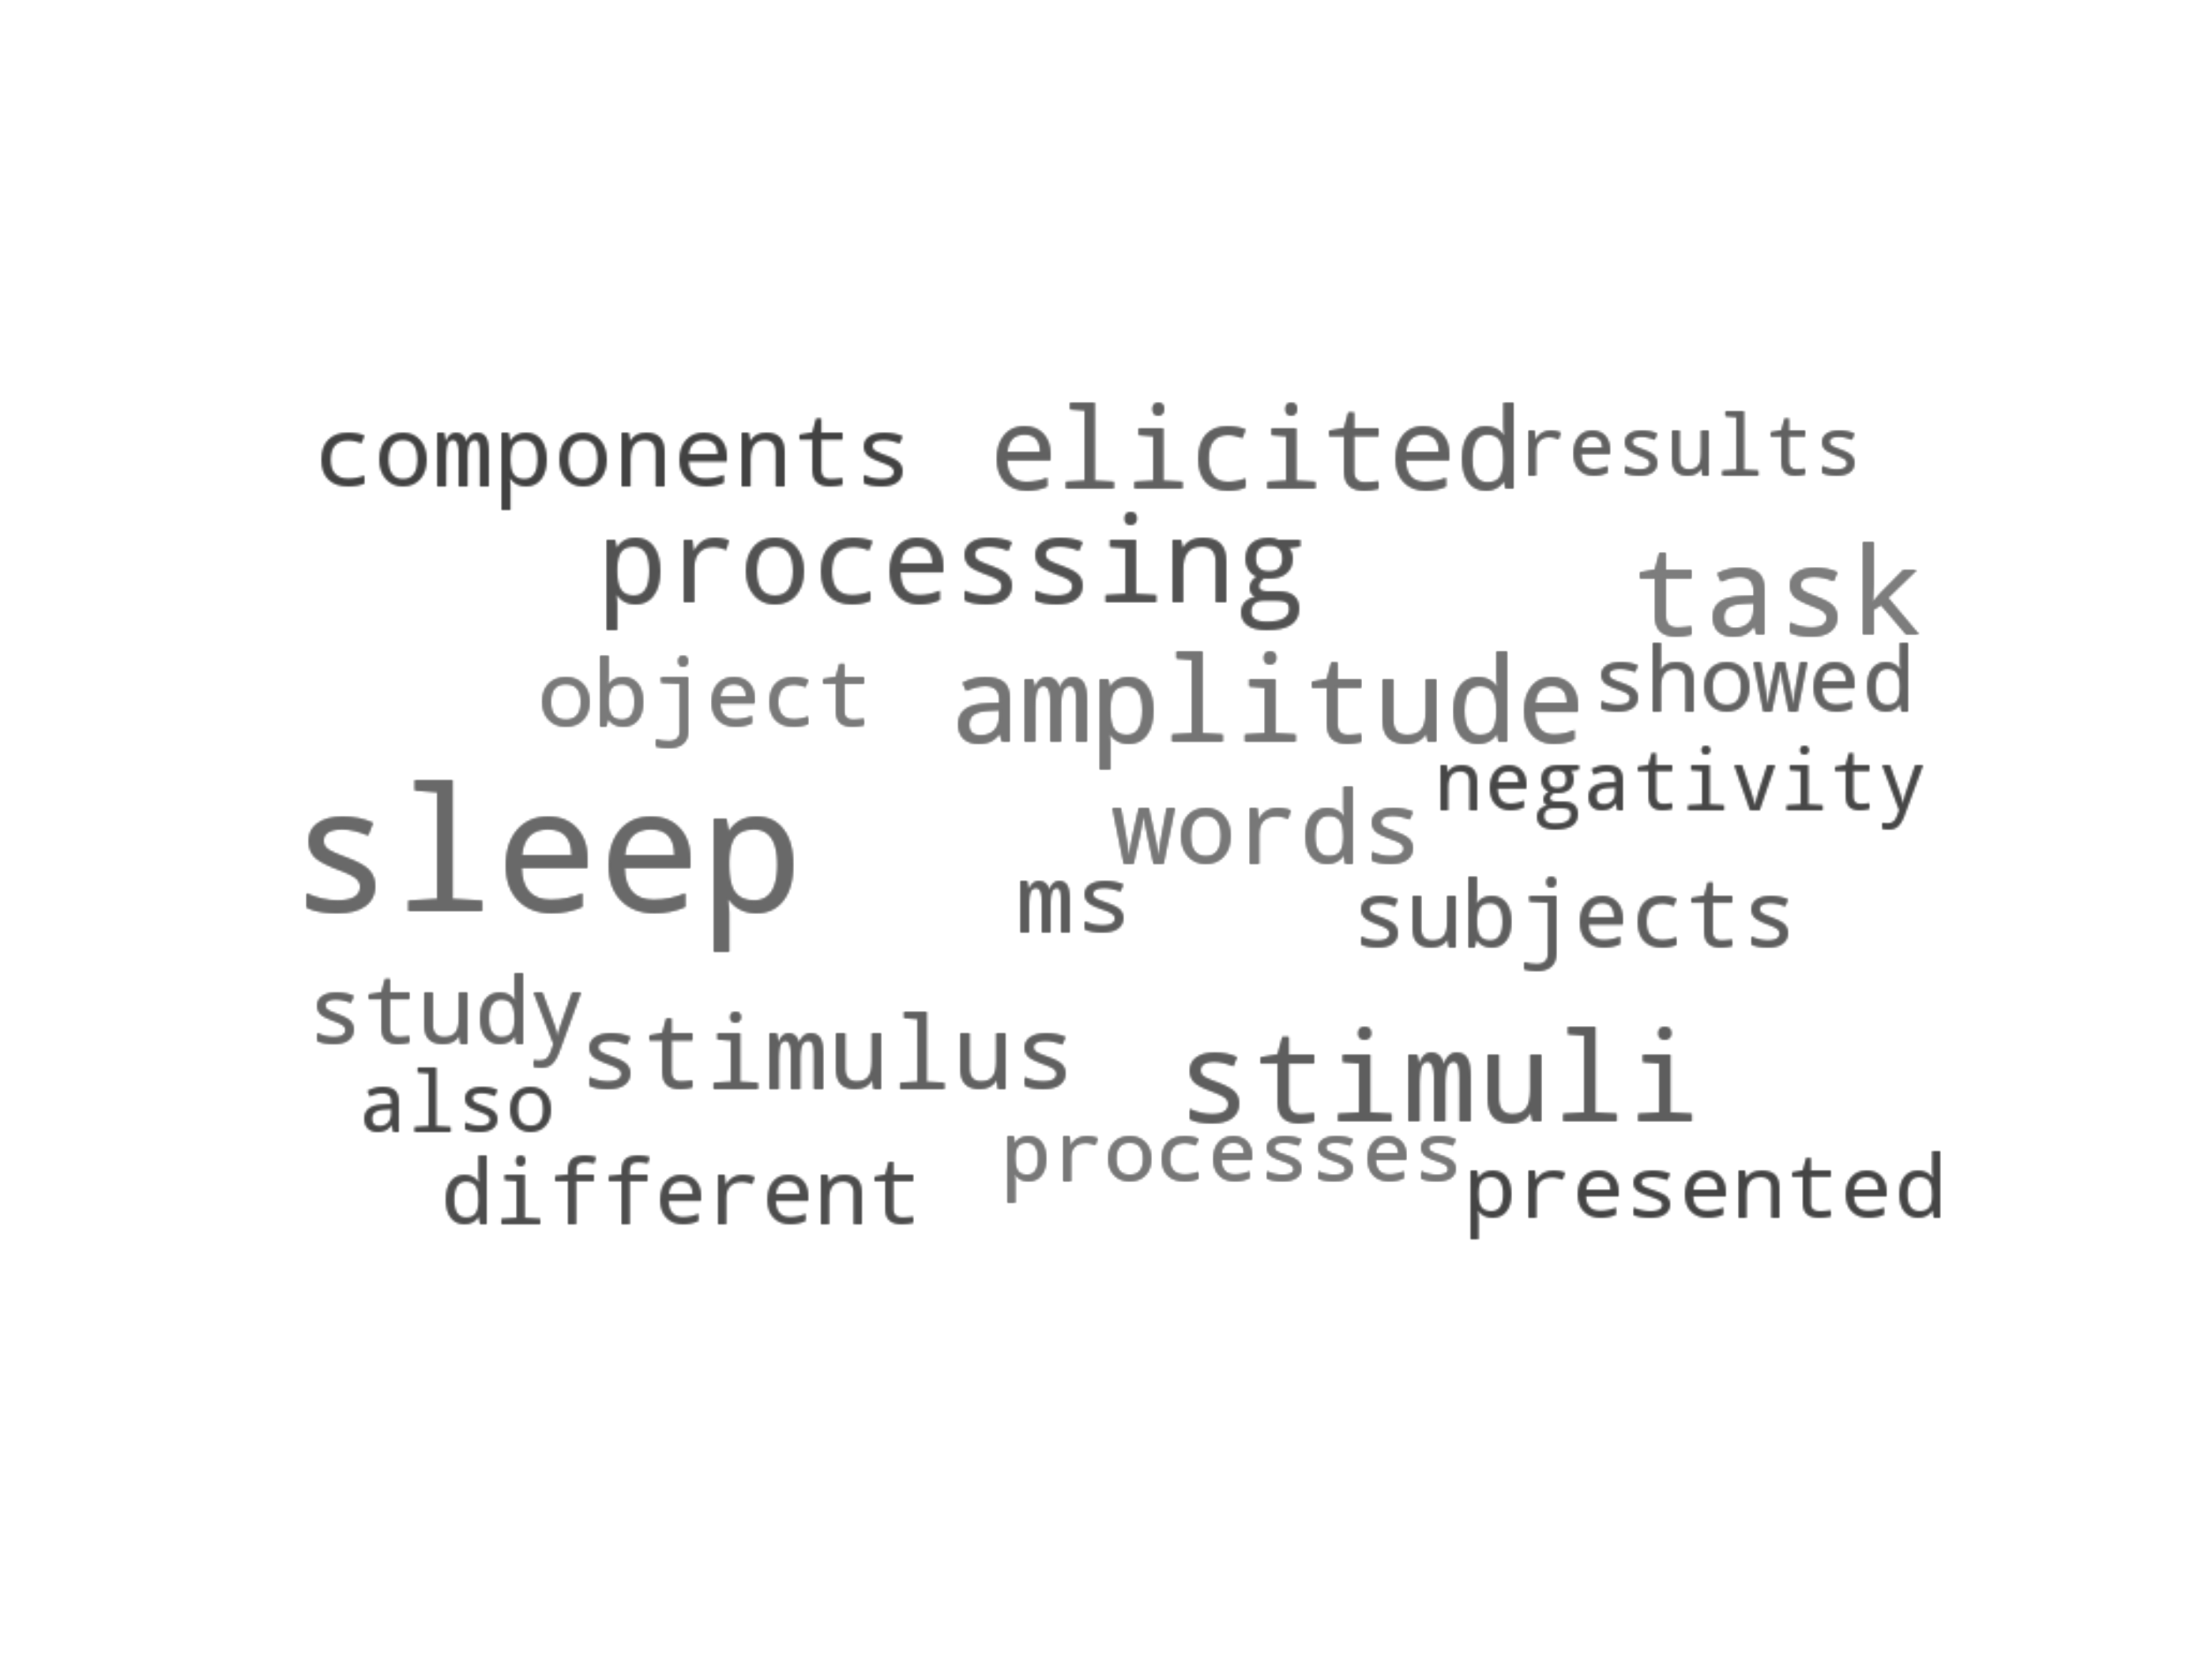 components elicited results
processing task
object amplitude showed
negativity
sleep words
ms subjects
study
stimulus stimuli
also
processes
different presented